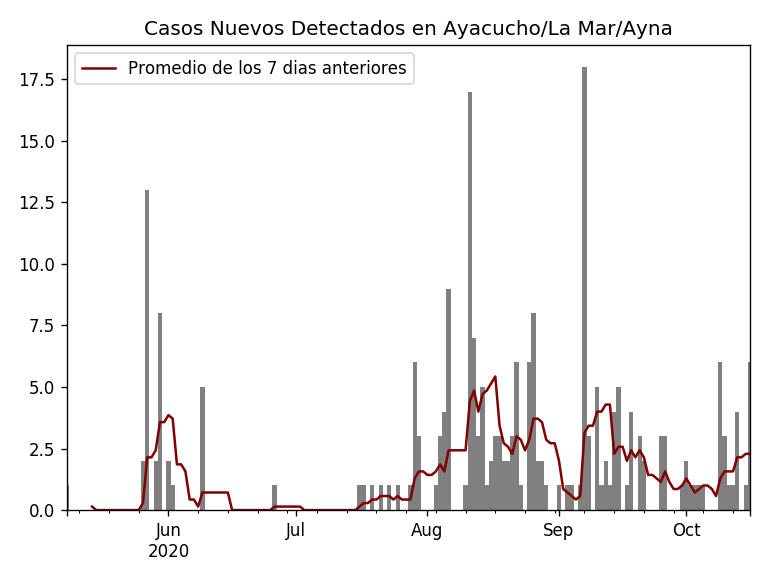 Casos Nuevos Detectados en Ayacucho/La Mar/Ayna
Promedio de los 7 dias anteriores
17.5
15.0
12.5
10.0
7.5
5.0
2.5
0.0
Jun
2020
Jul
Aug
Sep
Oct